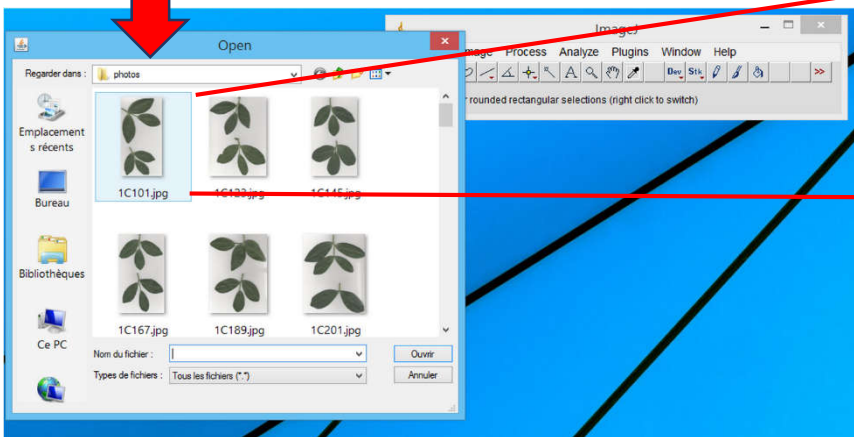 Open
Regarder dans : photos
1C101.jpg
1C123.jpg
1C145.jpg
1C167.jpg
1C189.jpg
1C201.jpg
Emplacement
s récents
Bureau
Bibliothèques
Ce PC
Nom du fichier :
Ouvrir
Types de fichiers : Tous les fichiers (*.*)
Annuler
ImageJ
Process Analyze Plugins Window Help
A Dev Stk >>
rounded rectangular selections (right click to switch)